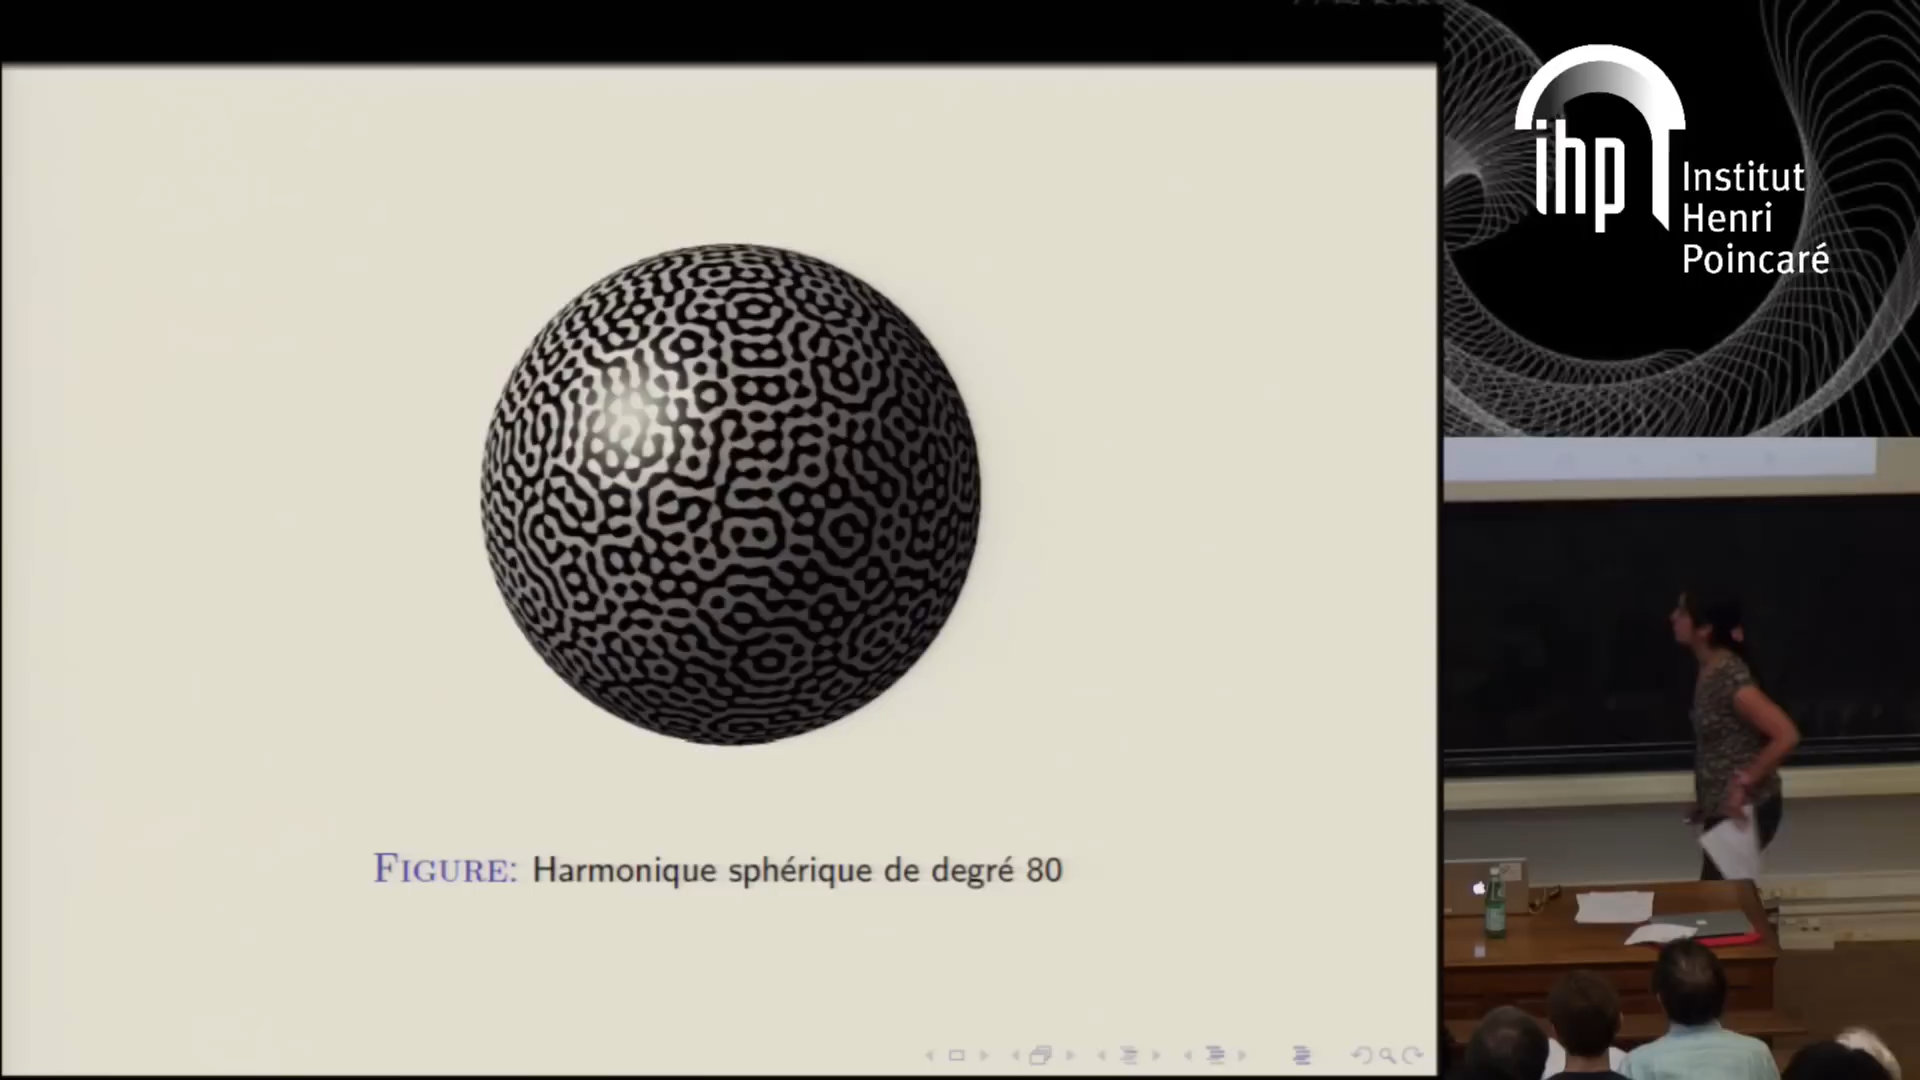 FIGURE: Harmonique sphérique de degré 80
ihp
Institut
Henri
Poincaré